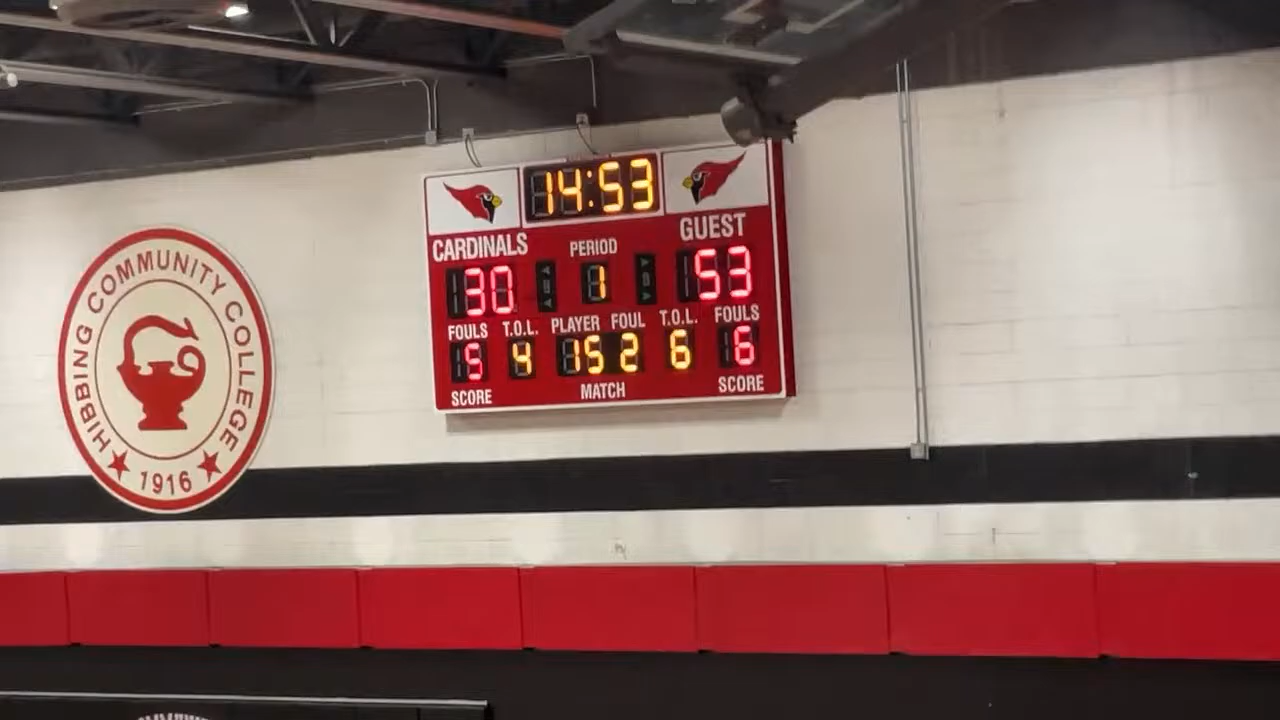 HIBBING COMMUNITY COLLEGE
1916
14:53
CARDINALS PERIOD GUEST
30 1 53
FOULS T.O.L. PLAYER FOUL T.O.L. FOULS
5 4 15 2 6 6
SCORE MATCH SCORE